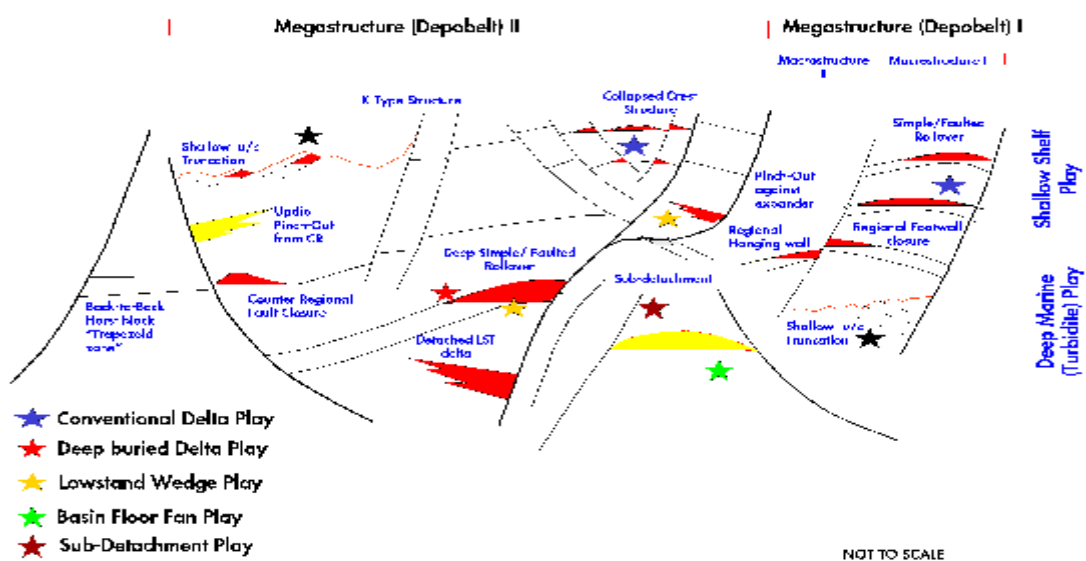 Megastructure (Depobelt) II
Megastructure (Depobelt) I
Macrostructure
II
Macrostructure I
K Type Structure
Collapsed Crest
Structure
Simple/Faulted
Rollover
Shallow u/c
Truncation
Pinch-Out
against
expander
Updip
Pinch-Out
from CR
Regional
Hanging wall
Regional Footwall
closure
Deep Simple/Faulted
Rollover
Sub-detachment
Counter Regional
Fault Closure
Back-to-Back
Horst block
"Trapezoid
zone"
Detached LST
delta
Shallow u/c
Truncation
Shallow Shelf
Play
Deep Marine
(Turbidite) Play
Conventional Delta Play
Deep buried Delta Play
Lowstand Wedge Play
Basin Floor Fan Play
Sub-Detachment Play
NOT TO SCALE